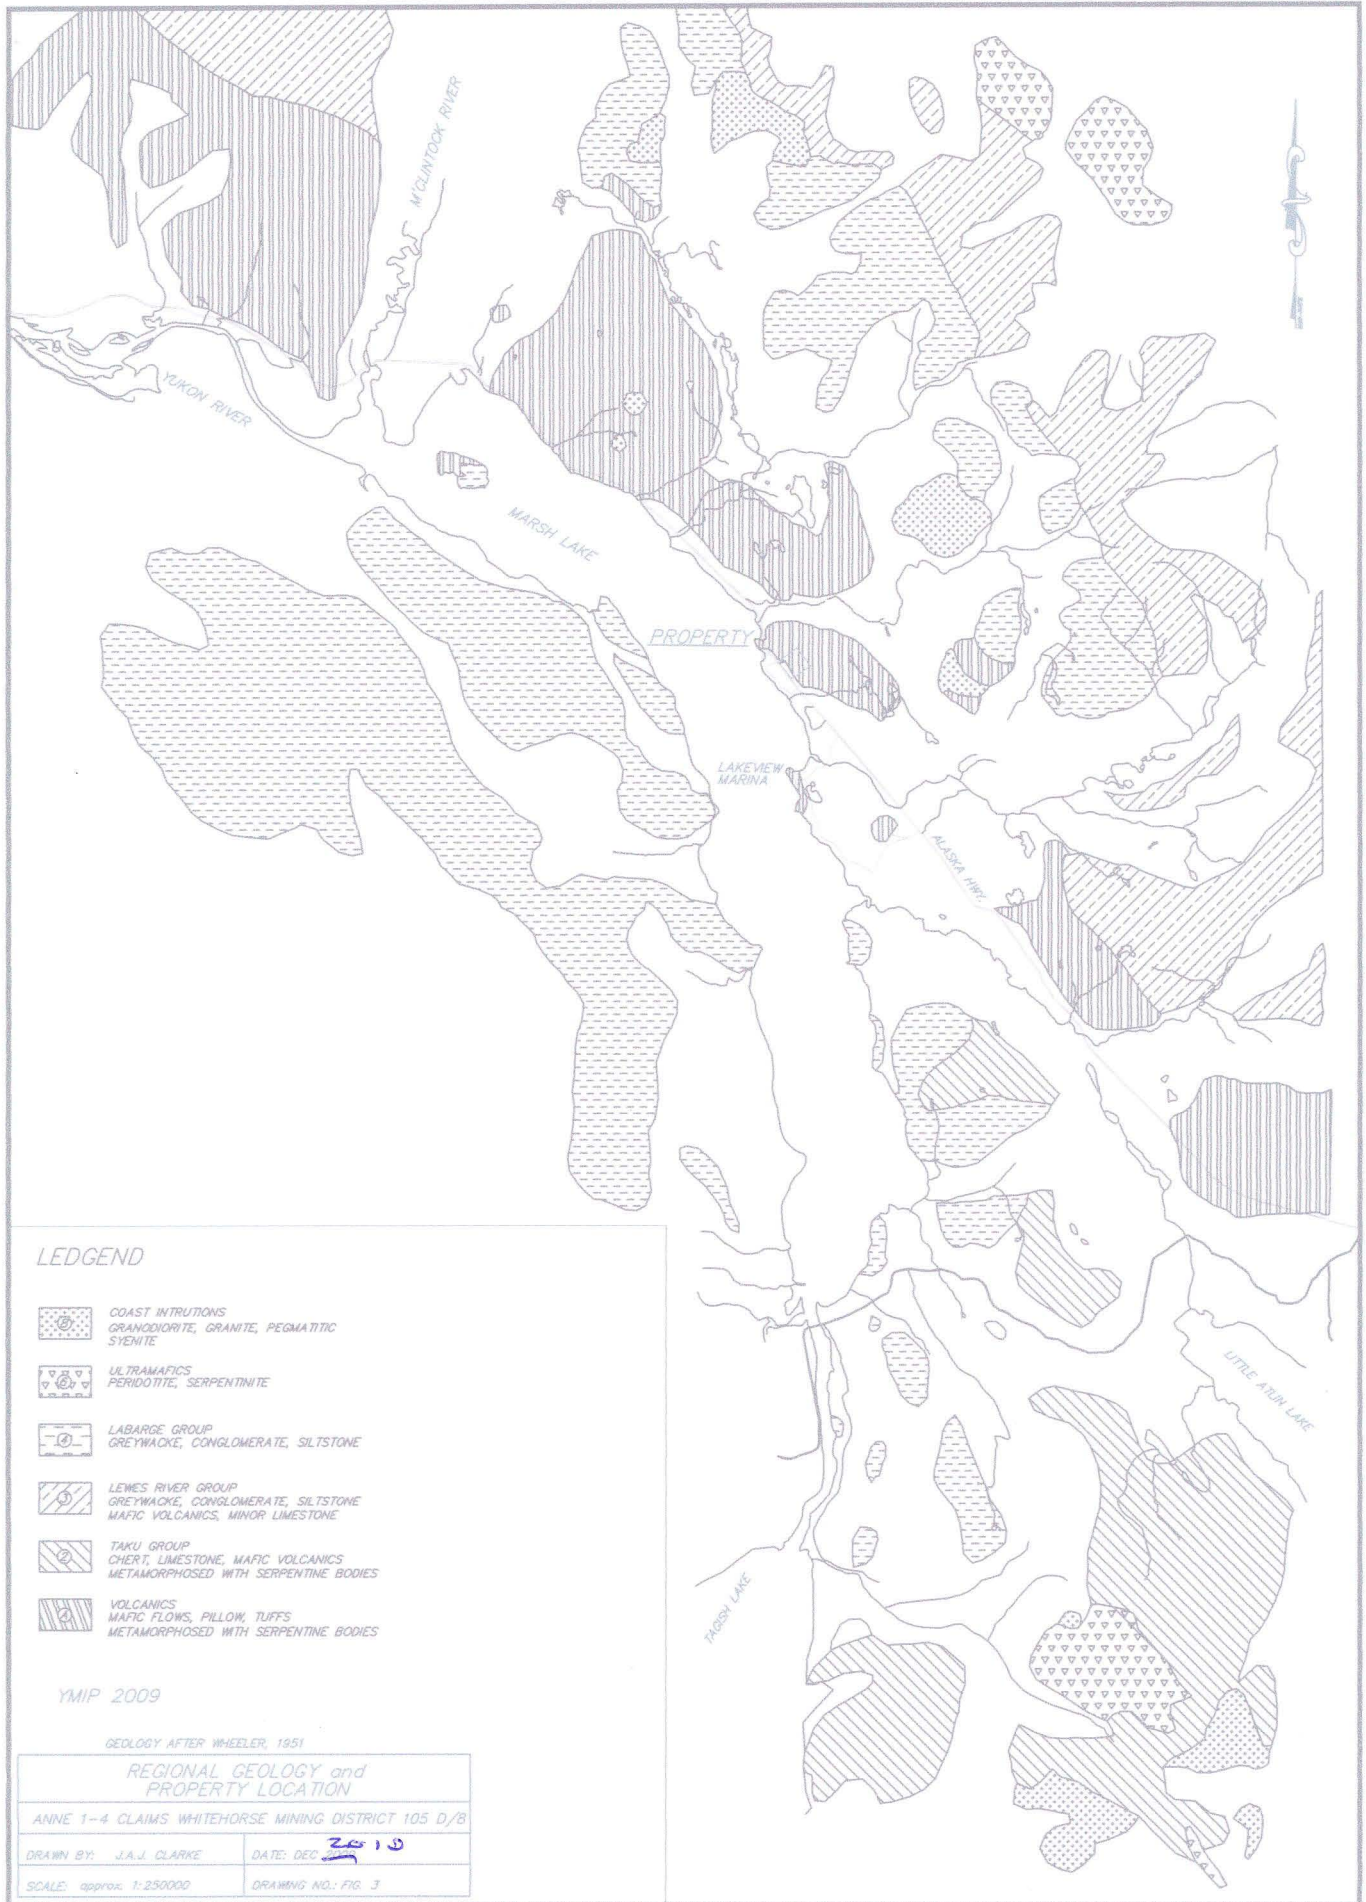 M'CLINTOCK RIVER
YUKON RIVER
MARSH LAKE
PROPERTY
LAKEVIEW
MARINA
ALASKA HWY.
LITTLE ATLIN LAKE
TAGISH LAKE
LEDGEND
COAST INTRUTIONS
GRANODIORITE, GRANITE, PEGMATITIC
SYENITE
ULTRAMAFICS
PERIDOTITE, SERPENTINITE
4
LABARGE GROUP
GREYWACKE, CONGLOMERATE, SILTSTONE
3
LEWES RIVER GROUP
GREYWACKE, CONGLOMERATE, SILTSTONE
MAFIC VOLCANICS, MINOR LIMESTONE
2
TAKU GROUP
CHERT, LIMESTONE, MAFIC VOLCANICS
METAMORPHOSED WITH SERPENTINE BODIES
VOLCANICS
MAFIC FLOWS, PILLOW, TUFFS
METAMORPHOSED WITH SERPENTINE BODIES
YMIP 2009
GEOLOGY AFTER WHEELER, 1951
REGIONAL GEOLOGY and
PROPERTY LOCATION
ANNE 1-4 CLAIMS WHITEHORSE MINING DISTRICT 105 D/8
DRAWN BY: J.A.J. CLARKE
DATE: DEC 2010
SCALE: approx. 1:250000
DRAWING NO.: FIG. 3